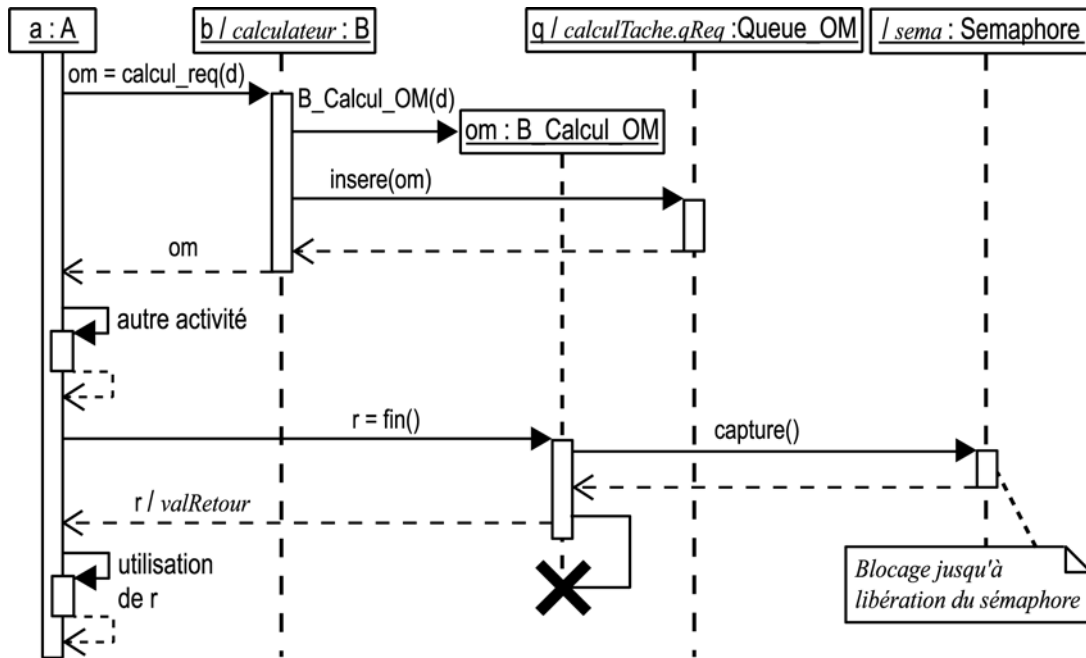 a : A
b / calculateur : B
q / calculTache.qReq :Queue_OM
/ sema : Semaphore
om = calcul_req(d)
B_Calcul_OM(d)
om : B_Calcul_OM
insere(om)
om
autre activité
r = fin()
capture()
r / valRetour
utilisation
de r
Blocage jusqu'à
libération du sémaphore